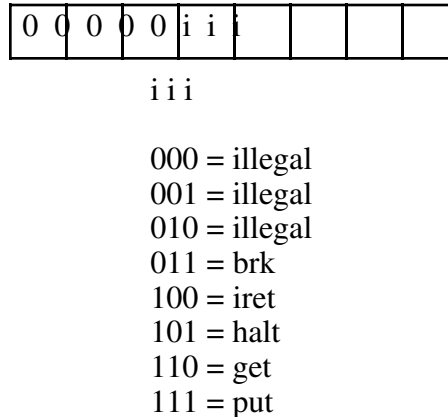 0 0 0 0 0 i i i
i i i
000 = illegal
001 = illegal
010 = illegal
011 = brk
100 = iret
101 = halt
110 = get
111 = put